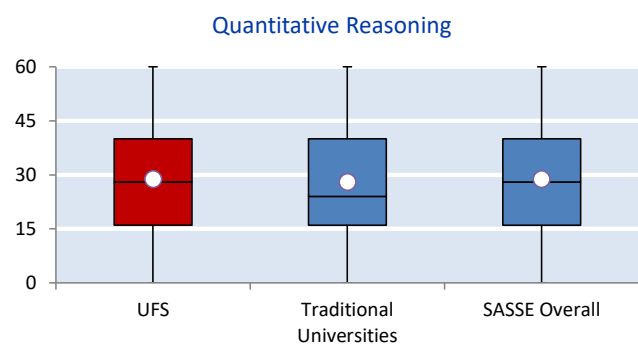 Quantitative Reasoning
60
45
30
15
0
UFS
Traditional
Universities
SASSE Overall